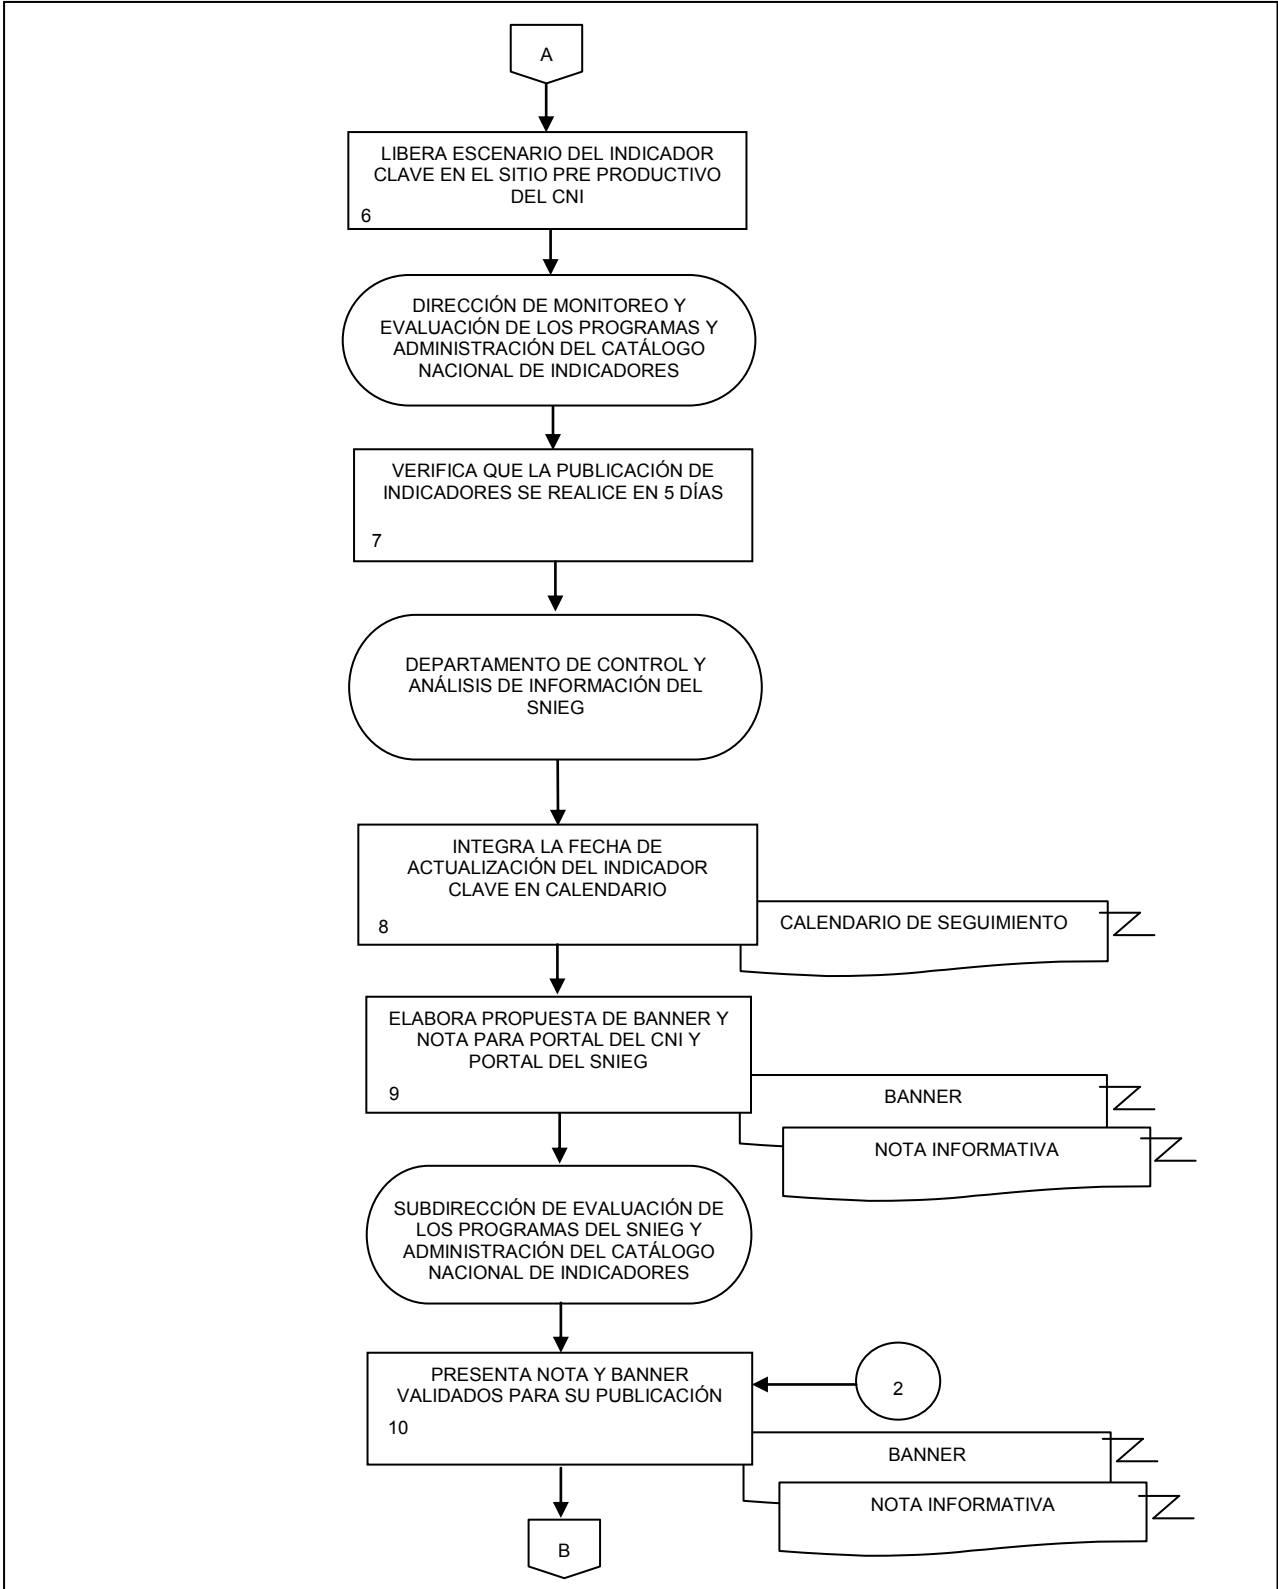 A
LIBERA ESCENARIO DEL INDICADOR
CLAVE EN EL SITIO PRE PRODUCTIVO
DEL CNI
6
DIRECCIÓN DE MONITOREO Y
EVALUACIÓN DE LOS PROGRAMAS Y
ADMINISTRACIÓN DEL CATÁLOGO
NACIONAL DE INDICADORES
VERIFICA QUE LA PUBLICACIÓN DE
INDICADORES SE REALICE EN 5 DÍAS
7
DEPARTAMENTO DE CONTROL Y
ANÁLISIS DE INFORMACIÓN DEL
SNIEG
INTEGRA LA FECHA DE
ACTUALIZACIÓN DEL INDICADOR
CLAVE EN CALENDARIO
8
CALENDARIO DE SEGUIMIENTO
ELABORA PROPUESTA DE BANNER Y
NOTA PARA PORTAL DEL CNI Y
PORTAL DEL SNIEG
9
BANNER
NOTA INFORMATIVA
SUBDIRECCIÓN DE EVALUACIÓN DE
LOS PROGRAMAS DEL SNIEG Y
ADMINISTRACIÓN DEL CATÁLOGO
NACIONAL DE INDICADORES
PRESENTA NOTA Y BANNER
VALIDADOS PARA SU PUBLICACIÓN
10
2
BANNER
NOTA INFORMATIVA
B